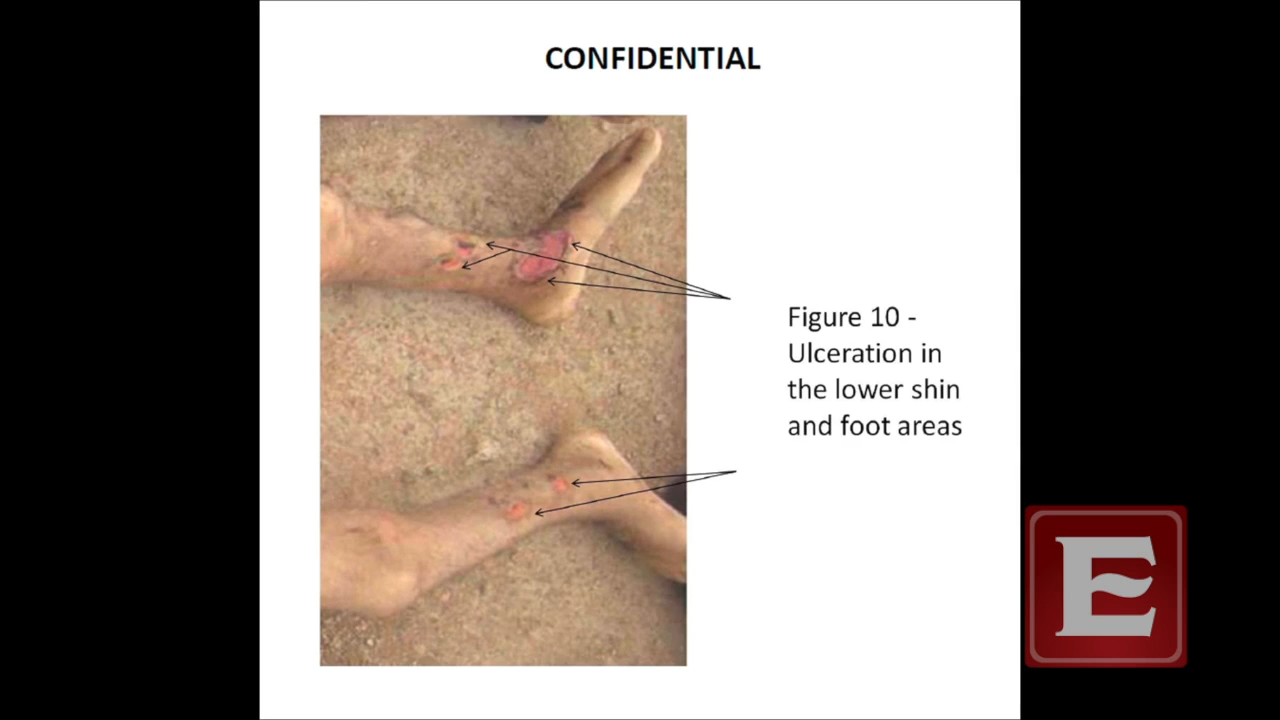 CONFIDENTIAL
Figure 10 -
Ulceration in
the lower shin
and foot areas
E